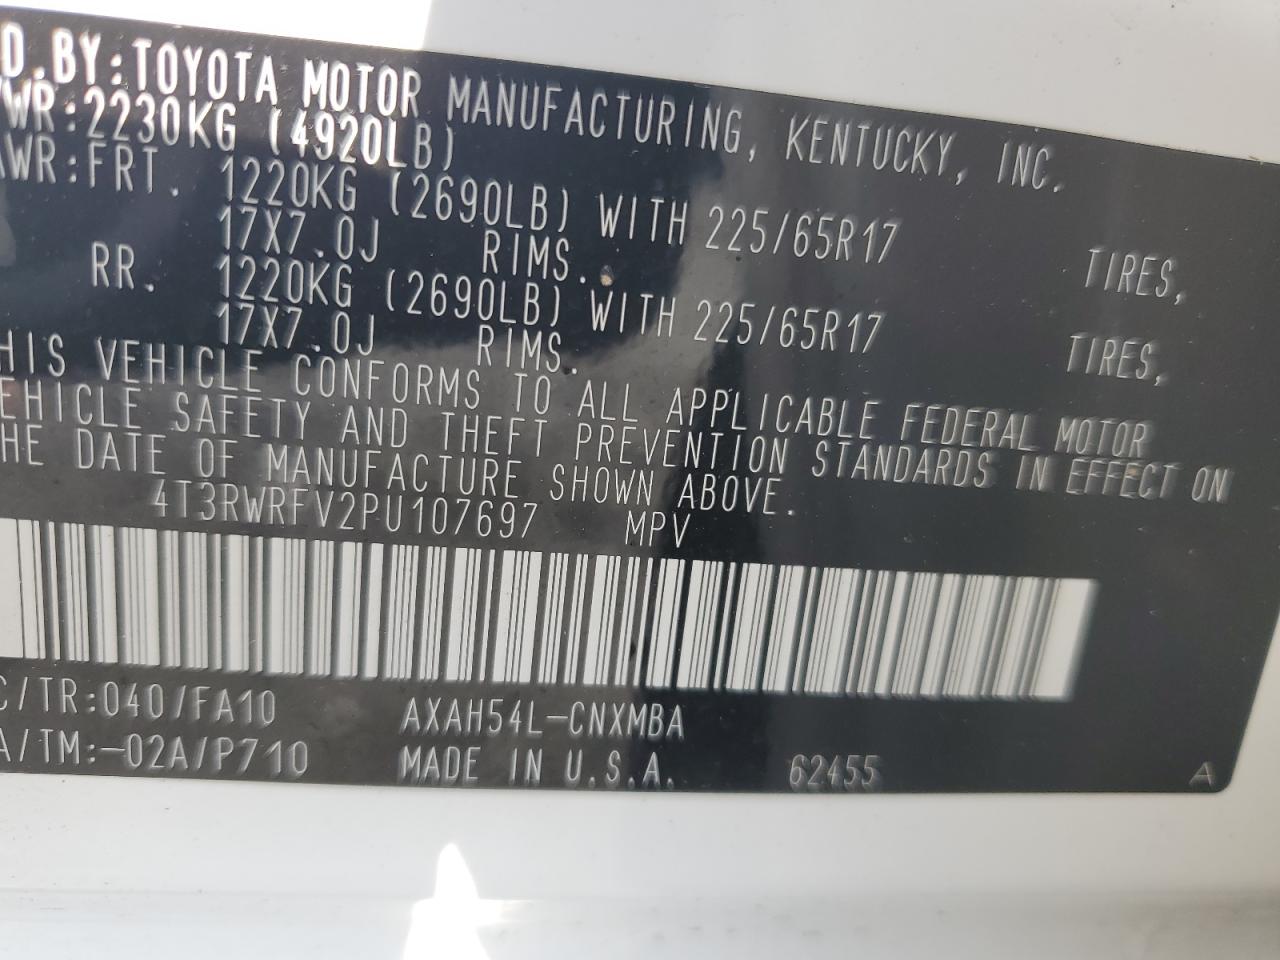 D.BY:TOYOTA MOTOR MANUFACTURING, KENTUCKY, INC.
WR:2230KG (4920LB)
AWR:FRT. 1220KG (2690LB) WITH 225/65R17 TIRES,
17X7.0J RIMS.
RR. 1220KG (2690LB) WITH 225/65R17 TIRES,
17X7.0J RIMS.
HIS VEHICLE CONFORMS TO ALL APPLICABLE FEDERAL MOTOR
EHICLE SAFETY AND THEFT PREVENTION STANDARDS IN EFFECT ON
HE DATE OF MANUFACTURE SHOWN ABOVE.
4T3RWRFV2PU107697 MPV
C/TR:040/FA10 AXAH54L-CNXMBA
A/TM:-02A/P710 MADE IN U.S.A. 62455 A